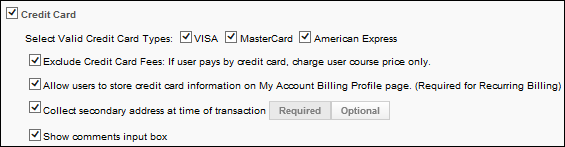 Credit Card
Select Valid Credit Card Types: VISA MasterCard American Express
Exclude Credit Card Fees: If user pays by credit card, charge user course price only.
Allow users to store credit card information on My Account Billing Profile page. (Required for Recurring Billing)
Collect secondary address at time of transaction Required Optional
Show comments input box